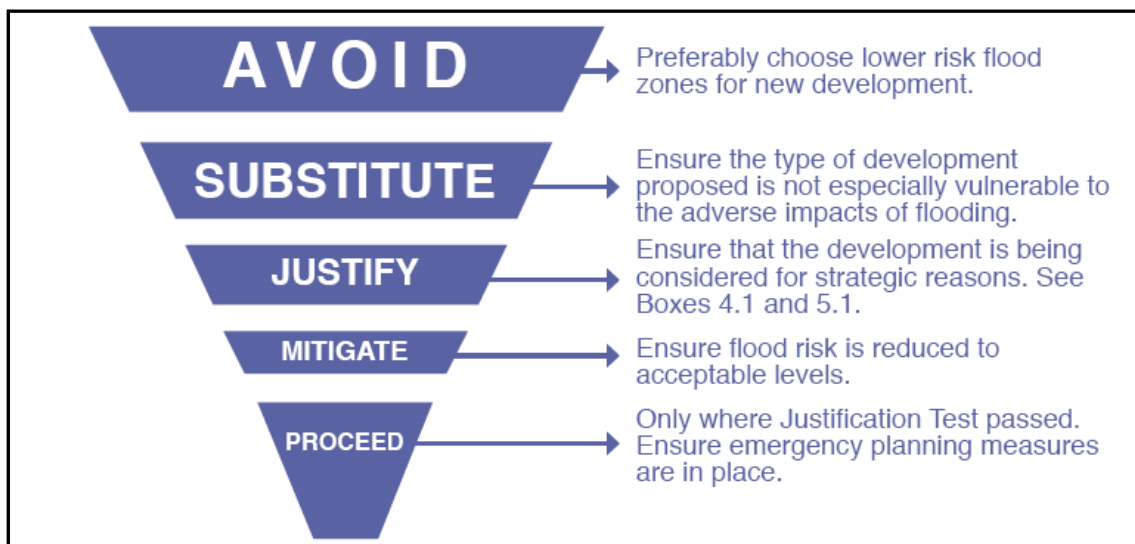 AVOID
Preferably choose lower risk flood
zones for new development.
SUBSTITUTE
Ensure the type of development
proposed is not especially vulnerable to
the adverse impacts of flooding.
JUSTIFY
Ensure that the development is being
considered for strategic reasons. See
Boxes 4.1 and 5.1.
MITIGATE
Ensure flood risk is reduced to
acceptable levels.
PROCEED
Only where Justification Test passed.
Ensure emergency planning measures
are in place.